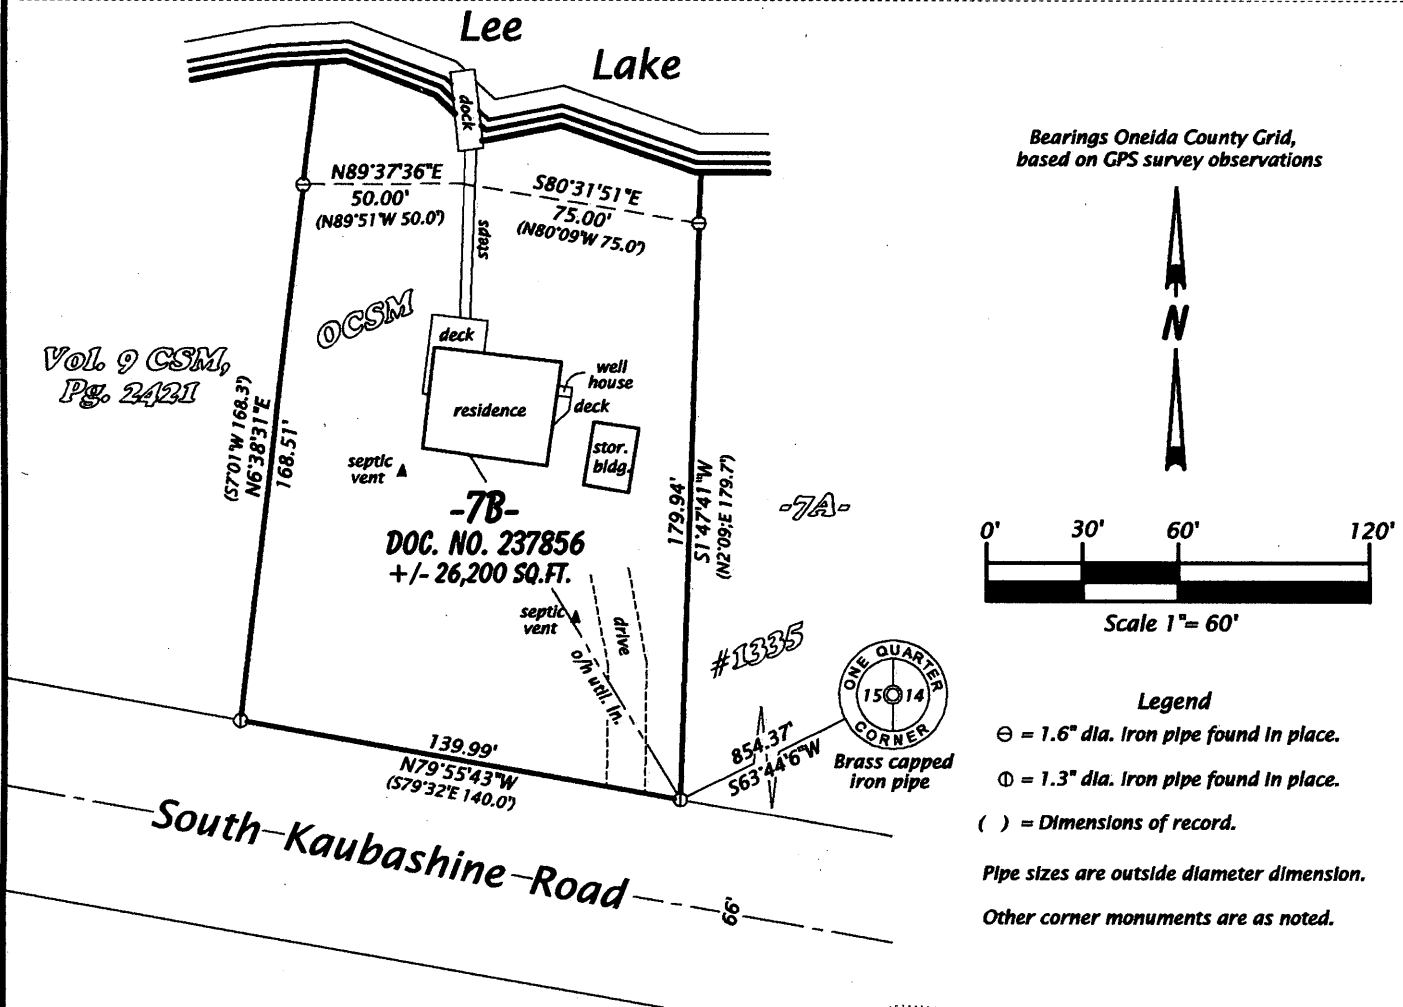 Lee
Lake
dock
N89°37'36"E
50.00'
(N89°51'W 50.0')
S80°31'51"E
75.00'
(N80°09'W 75.0')
steps
OCSM
deck
residence
well
house
deck
stor.
bldg.
septic
vent
Vol. 9 CSM,
Pg. 2421
(S7°01'W 168.3')
N6°38'31"E
168.51'
-7B-
DOC. NO. 237856
+/- 26,200 SQ.FT.
179.94'
S1°47'41"W
(N2°09;E 179.7')
-7A-
septic
vent
drive
o/h util. ln.
#1335
139.99'
N79°55'43"W
(S79°32'E 140.0')
854.37'
S63°44'6"W
ONE QUARTER
15 14
CORNER
Brass capped
iron pipe
South Kaubashine Road
66'
Bearings Oneida County Grid,
based on GPS survey observations
N
0' 30' 60' 120'
Scale 1"= 60'
Legend
⊖ = 1.6" dia. iron pipe found in place.
⦶ = 1.3" dia. iron pipe found in place.
( ) = Dimensions of record.
Pipe sizes are outside diameter dimension.
Other corner monuments are as noted.